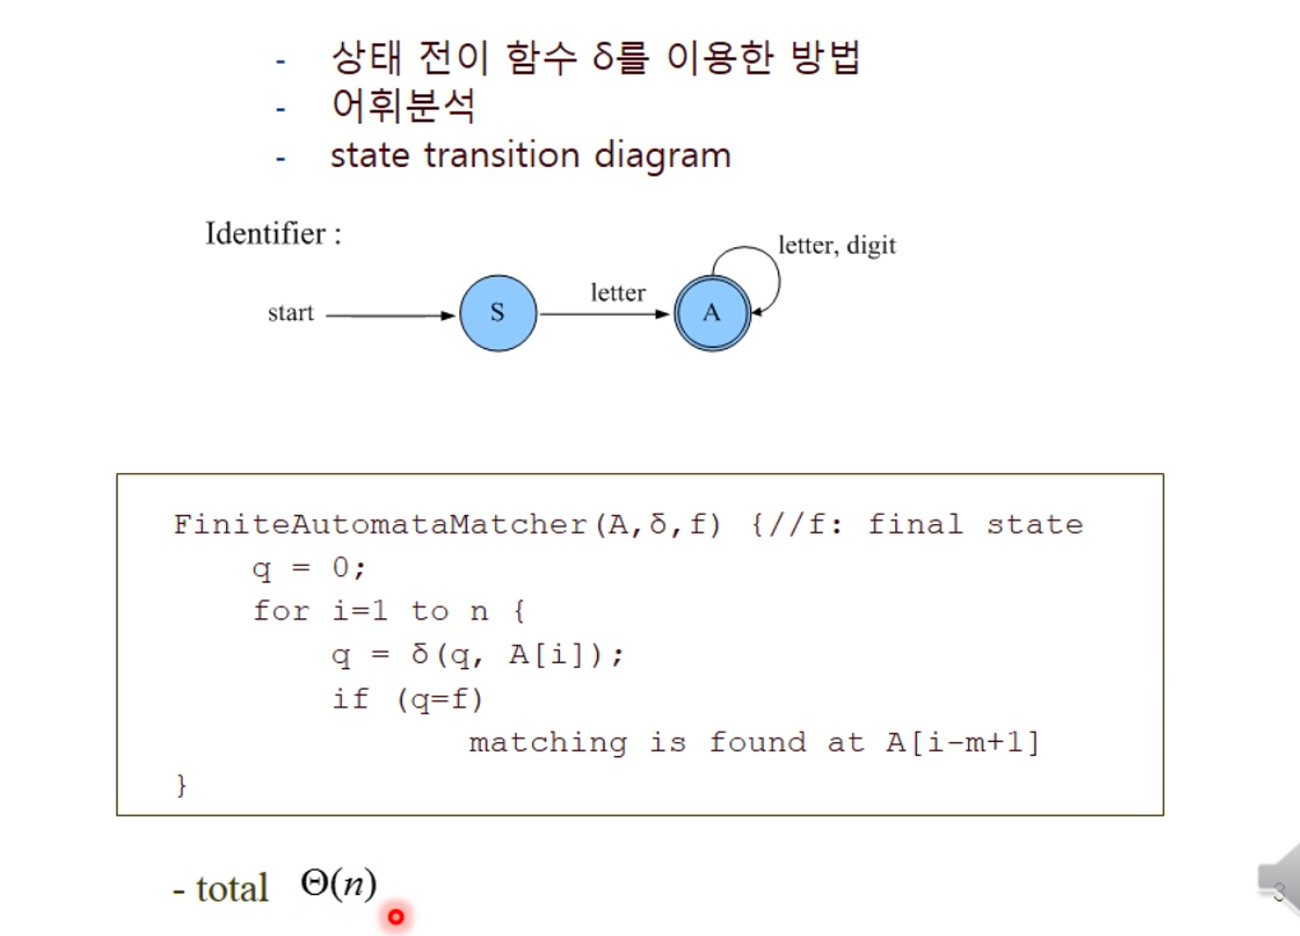 - 상태 전이 함수 δ를 이용한 방법
- 어휘분석
- state transition diagram
Identifier :
letter, digit
letter
start
S
A
FiniteAutomataMatcher(A,δ,f) {//f: final state
q = 0;
for i=1 to n {
q = δ(q, A[i]);
if (q=f)
matching is found at A[i-m+1]
}
- total Θ(n)
3